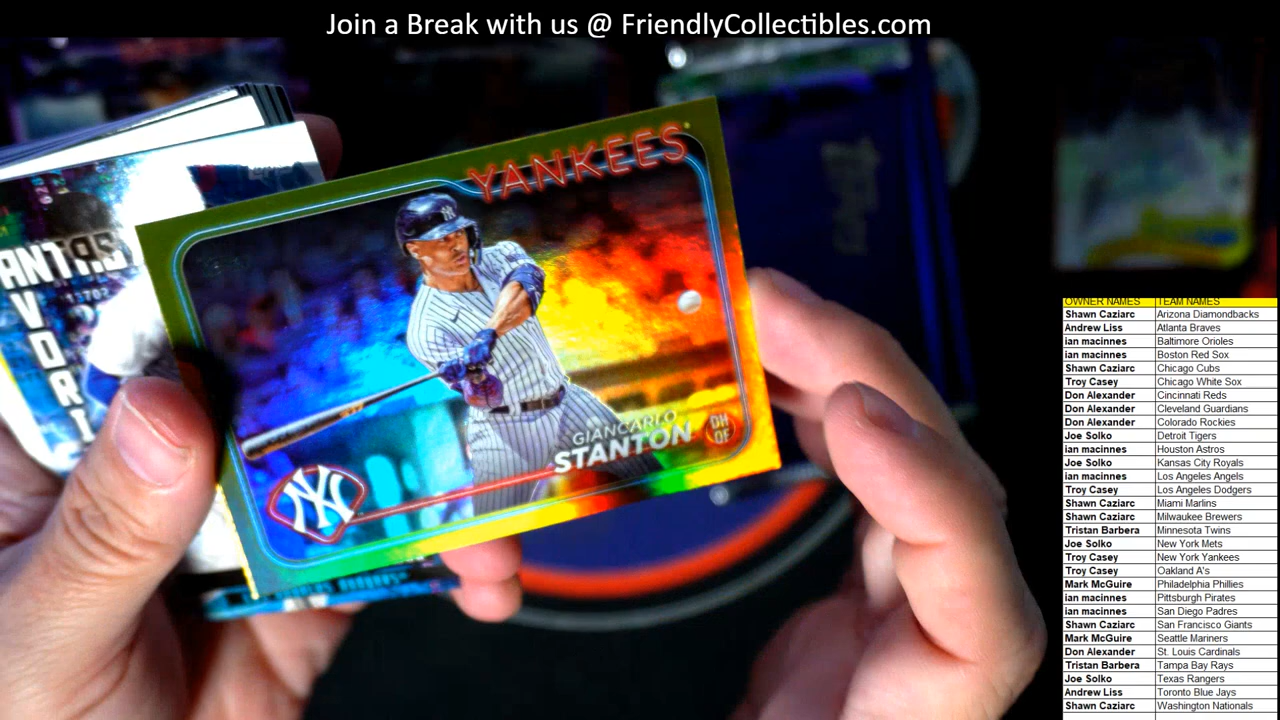 Join a Break with us @ FriendlyCollectibles.com
YANKEES
GIANCARLO
STANTON
DH
OF
NY
OWNER NAMES TEAM NAMES
Shawn Caziarc Arizona Diamondbacks
Andrew Liss Atlanta Braves
ian macinnes Baltimore Orioles
ian macinnes Boston Red Sox
Shawn Caziarc Chicago Cubs
Troy Casey Chicago White Sox
Don Alexander Cincinnati Reds
Don Alexander Cleveland Guardians
Don Alexander Colorado Rockies
Joe Solko Detroit Tigers
ian macinnes Houston Astros
Joe Solko Kansas City Royals
ian macinnes Los Angeles Angels
Troy Casey Los Angeles Dodgers
Shawn Caziarc Miami Marlins
Shawn Caziarc Milwaukee Brewers
Tristan Barbera Minnesota Twins
Joe Solko New York Mets
Troy Casey New York Yankees
Troy Casey Oakland A's
Mark McGuire Philadelphia Phillies
ian macinnes Pittsburgh Pirates
ian macinnes San Diego Padres
Shawn Caziarc San Francisco Giants
Mark McGuire Seattle Mariners
Don Alexander St. Louis Cardinals
Tristan Barbera Tampa Bay Rays
Joe Solko Texas Rangers
Andrew Liss Toronto Blue Jays
Shawn Caziarc Washington Nationals